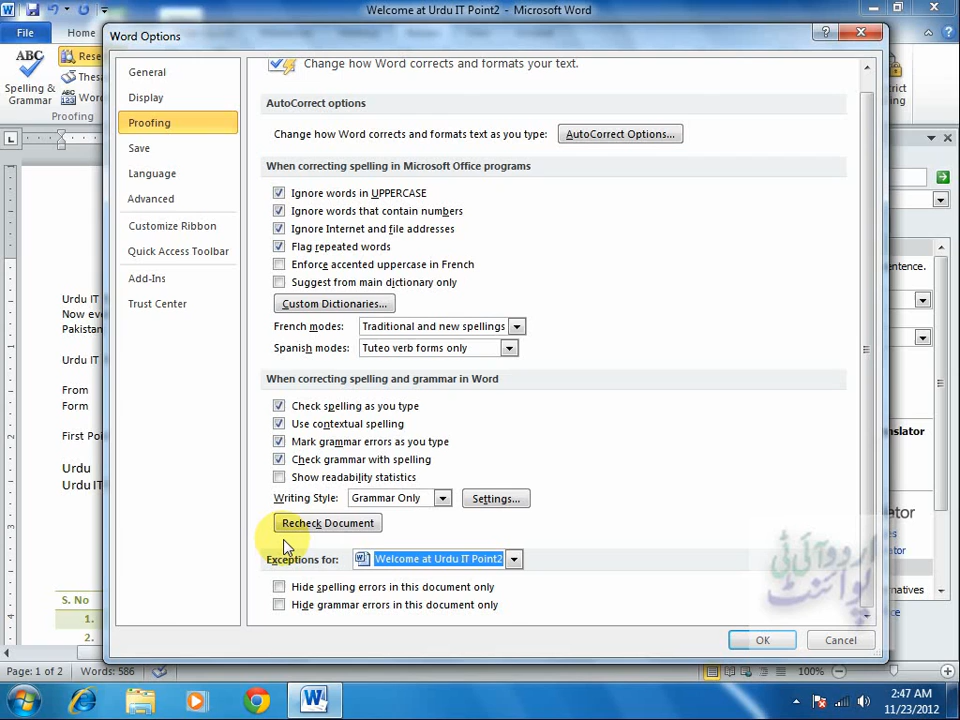 Welcome at Urdu IT Point2 - Microsoft Word
File
Home
Word Options
ABC
Spelling &
Grammar
Proofing
General
Display
Proofing
Save
Language
Advanced
Customize Ribbon
Quick Access Toolbar
Add-Ins
Trust Center
Change how Word corrects and formats your text.
AutoCorrect options
Change how Word corrects and formats text as you type:
AutoCorrect Options...
When correcting spelling in Microsoft Office programs
Ignore words in UPPERCASE
Ignore words that contain numbers
Ignore Internet and file addresses
Flag repeated words
Enforce accented uppercase in French
Suggest from main dictionary only
Custom Dictionaries...
French modes: Traditional and new spellings
Spanish modes: Tuteo verb forms only
When correcting spelling and grammar in Word
Check spelling as you type
Use contextual spelling
Mark grammar errors as you type
Check grammar with spelling
Show readability statistics
Writing Style: Grammar Only Settings...
Recheck Document
Exceptions for: Welcome at Urdu IT Point2
Hide spelling errors in this document only
Hide grammar errors in this document only
OK
Cancel
Urdu IT
Now eve
Pakistan
Urdu IT
From
Form
First Poi
Urdu
Urdu IT
S. No
1.
2.
اردو آئی ٹی
پوائنٹ
Page: 1 of 2
Words: 586
100%
2:47 AM
11/23/2012